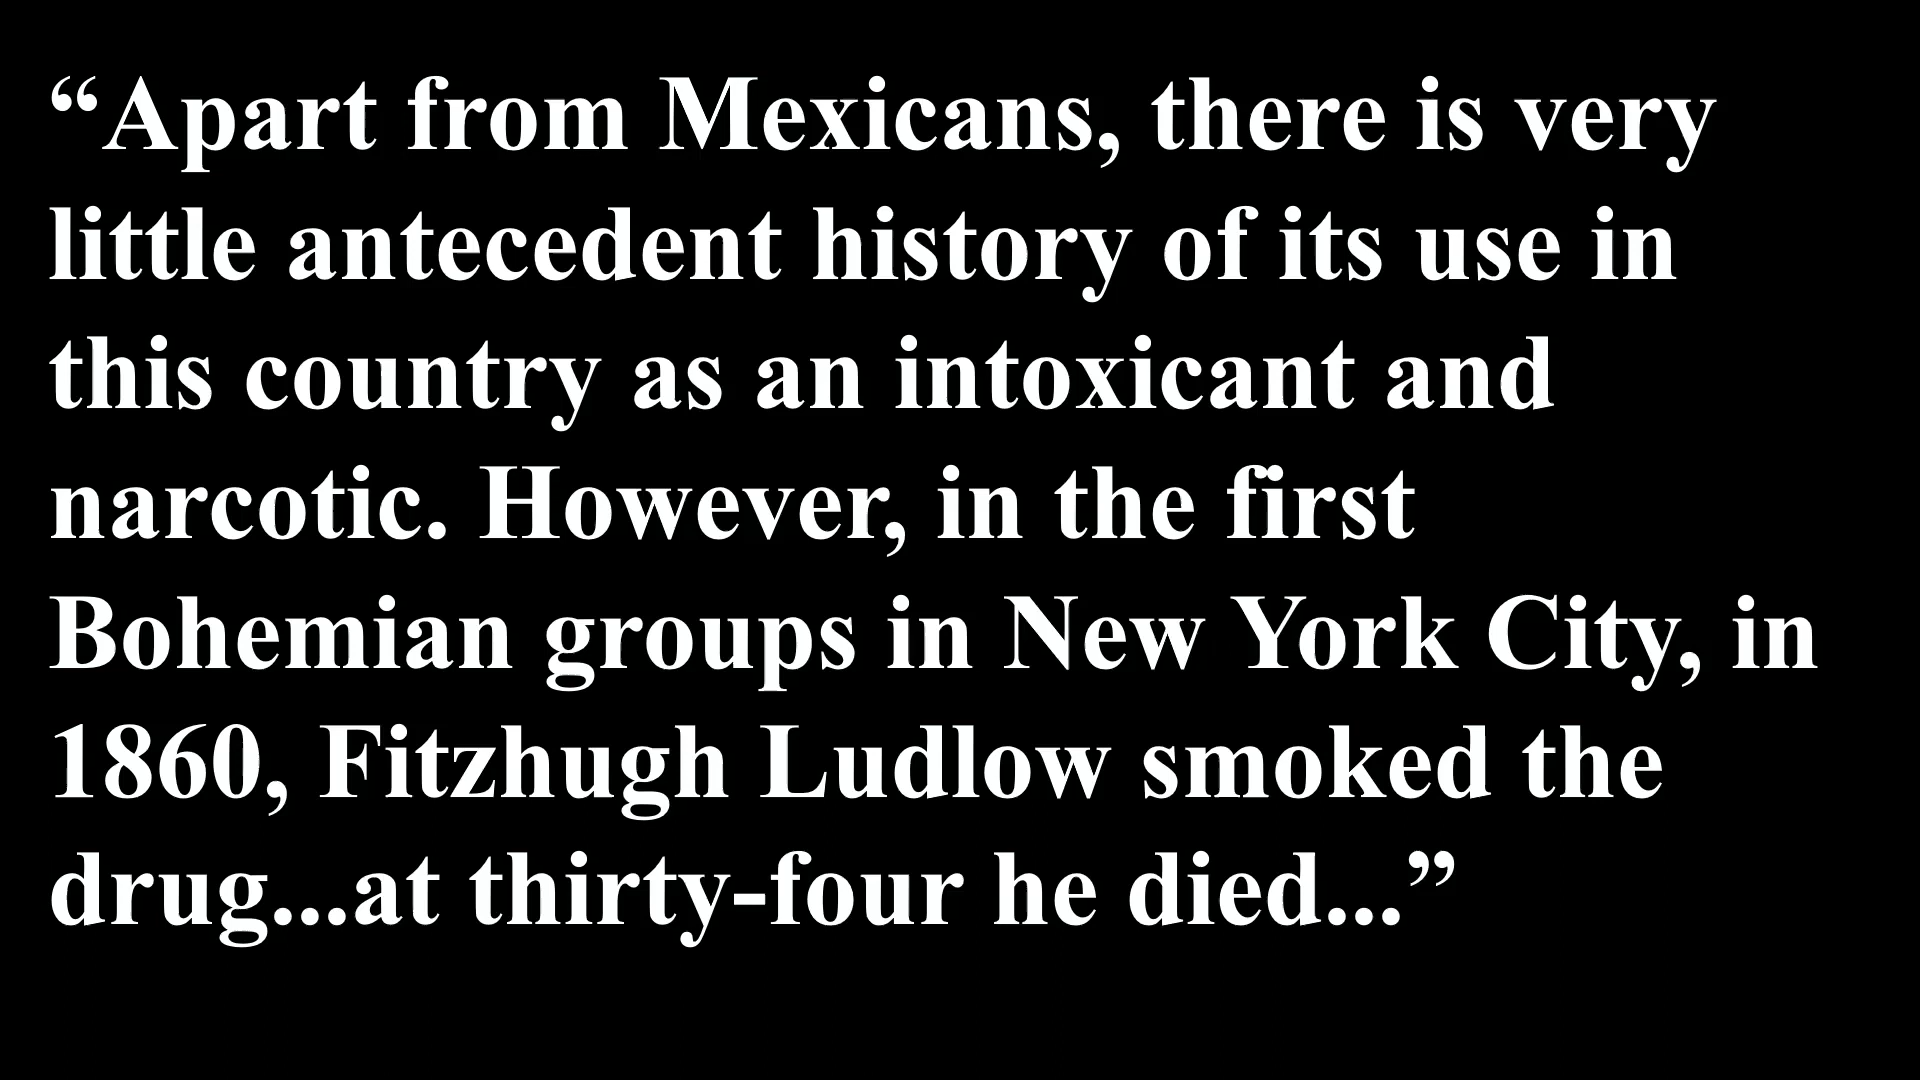 “Apart from Mexicans, there is very
little antecedent history of its use in
this country as an intoxicant and
narcotic. However, in the first
Bohemian groups in New York City, in
1860, Fitzhugh Ludlow smoked the
drug...at thirty-four he died...”